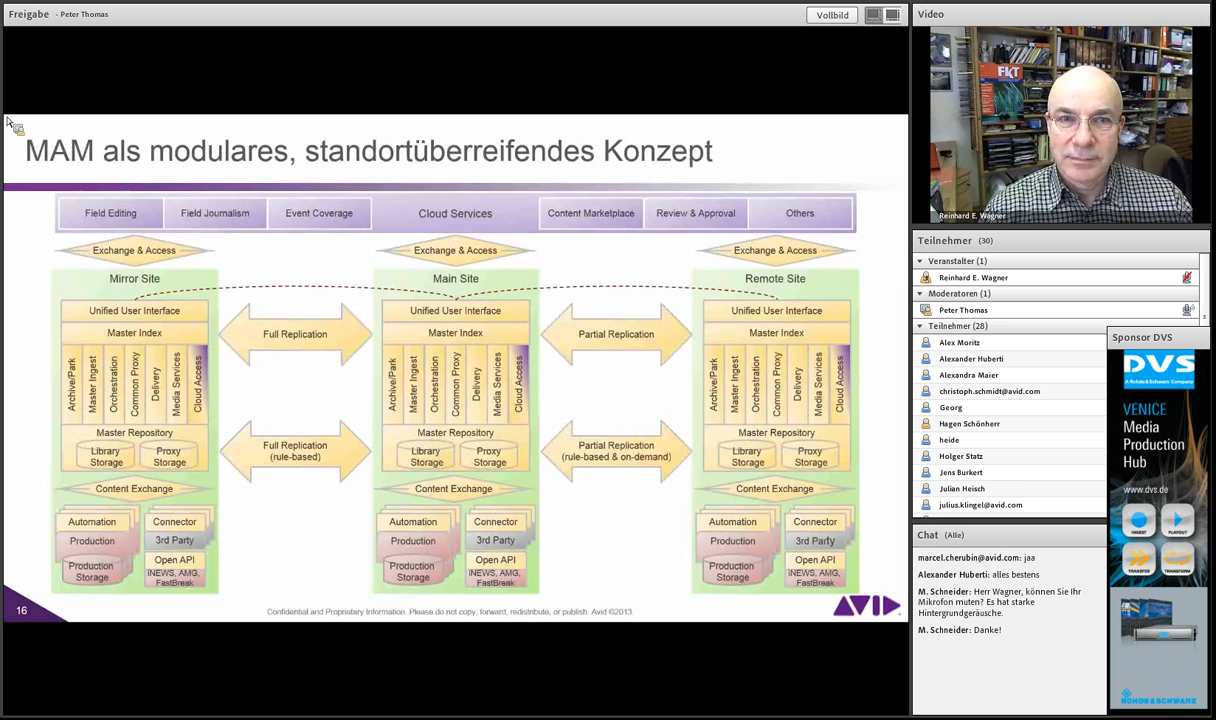 Freigabe - Peter Thomas
Vollbild
MAM als modulares, standortüberreifendes Konzept
Field Editing
Field Journalism
Event Coverage
Cloud Services
Content Marketplace
Review & Approval
Others
Exchange & Access
Exchange & Access
Exchange & Access
Mirror Site
Unified User Interface
Master Index
Archive/Park
Master Ingest
Orchestration
Common Proxy
Delivery
Media Services
Cloud Access
Master Repository
Library
Storage
Proxy
Storage
Content Exchange
Automation
Production
Production
Storage
Connector
3rd Party
Open API
iNEWS, AMG,
FastBreak
Full Replication
Full Replication
(rule-based)
Main Site
Unified User Interface
Master Index
Archive/Park
Master Ingest
Orchestration
Common Proxy
Delivery
Media Services
Cloud Access
Master Repository
Library
Storage
Proxy
Storage
Content Exchange
Automation
Production
Production
Storage
Connector
3rd Party
Open API
iNEWS, AMG,
FastBreak
Partial Replication
Partial Replication
(rule-based & on-demand)
Remote Site
Unified User Interface
Master Index
Archive/Park
Master Ingest
Orchestration
Common Proxy
Delivery
Media Services
Cloud Access
Master Repository
Library
Storage
Proxy
Storage
Content Exchange
Automation
Production
Production
Storage
Connector
3rd Party
Open API
iNEWS, AMG,
FastBreak
16
Confidential and Proprietary Information. Please do not copy, forward, redistribute, or publish. Avid ©2013.
AVID
Video
FKT
Reinhard E. Wagner
Teilnehmer (30)
Veranstalter (1)
Reinhard E. Wagner
Moderatoren (1)
Peter Thomas
Teilnehmer (28)
Alex Moritz
Alexander Huberti
Alexandra Maier
christoph.schmidt@avid.com
Georg
Hagen Schönherr
heide
Holger Statz
Jens Burkert
Julian Heisch
julius.klingel@avid.com
Chat (Alle)
marcel.cherubin@avid.com: jaa
Alexander Huberti: alles bestens
M. Schneider: Herr Wagner, können Sie Ihr
Mikrofon muten? Es hat starke
Hintergrundgeräusche.
M. Schneider: Danke!
Sponsor DVS
DVS
A Rohde & Schwarz Company
VENICE
Media
Production
Hub
www.dvs.de
INGEST
PLAYOUT
TRANSFER
TRANSFORM
ROHDE&SCHWARZ